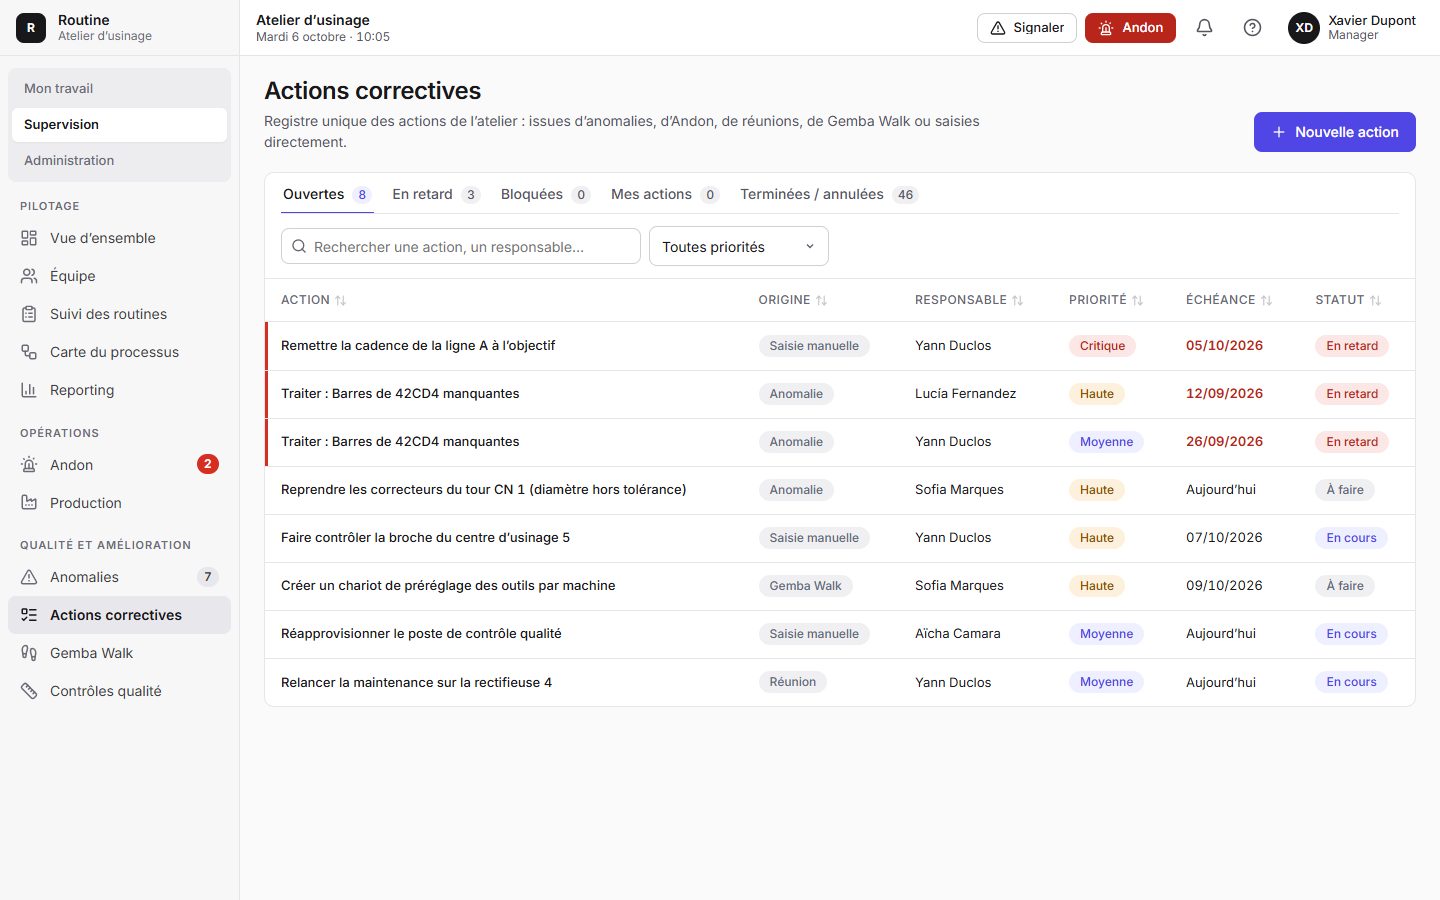 R
Routine
Atelier d’usinage
Atelier d’usinage
Mardi 6 octobre · 10:05
Signaler
Andon
XD
Xavier Dupont
Manager
Mon travail
Supervision
Administration
PILOTAGE
Vue d’ensemble
Équipe
Suivi des routines
Carte du processus
Reporting
OPÉRATIONS
Andon 2
Production
QUALITÉ ET AMÉLIORATION
Anomalies 7
Actions correctives
Gemba Walk
Contrôles qualité
Actions correctives
Registre unique des actions de l’atelier : issues d’anomalies, d’Andon, de réunions, de Gemba Walk ou saisies
directement.
Nouvelle action
Ouvertes 8 En retard 3 Bloquées 0 Mes actions 0 Terminées / annulées 46
Rechercher une action, un responsable… Toutes priorités
ACTION ORIGINE RESPONSABLE PRIORITÉ ÉCHÉANCE STATUT
Remettre la cadence de la ligne A à l’objectif Saisie manuelle Yann Duclos Critique 05/10/2026 En retard
Traiter : Barres de 42CD4 manquantes Anomalie Lucía Fernandez Haute 12/09/2026 En retard
Traiter : Barres de 42CD4 manquantes Anomalie Yann Duclos Moyenne 26/09/2026 En retard
Reprendre les correcteurs du tour CN 1 (diamètre hors tolérance) Anomalie Sofia Marques Haute Aujourd’hui À faire
Faire contrôler la broche du centre d’usinage 5 Saisie manuelle Yann Duclos Haute 07/10/2026 En cours
Créer un chariot de préréglage des outils par machine Gemba Walk Sofia Marques Haute 09/10/2026 À faire
Réapprovisionner le poste de contrôle qualité Saisie manuelle Aïcha Camara Moyenne Aujourd’hui En cours
Relancer la maintenance sur la rectifieuse 4 Réunion Yann Duclos Moyenne Aujourd’hui En cours